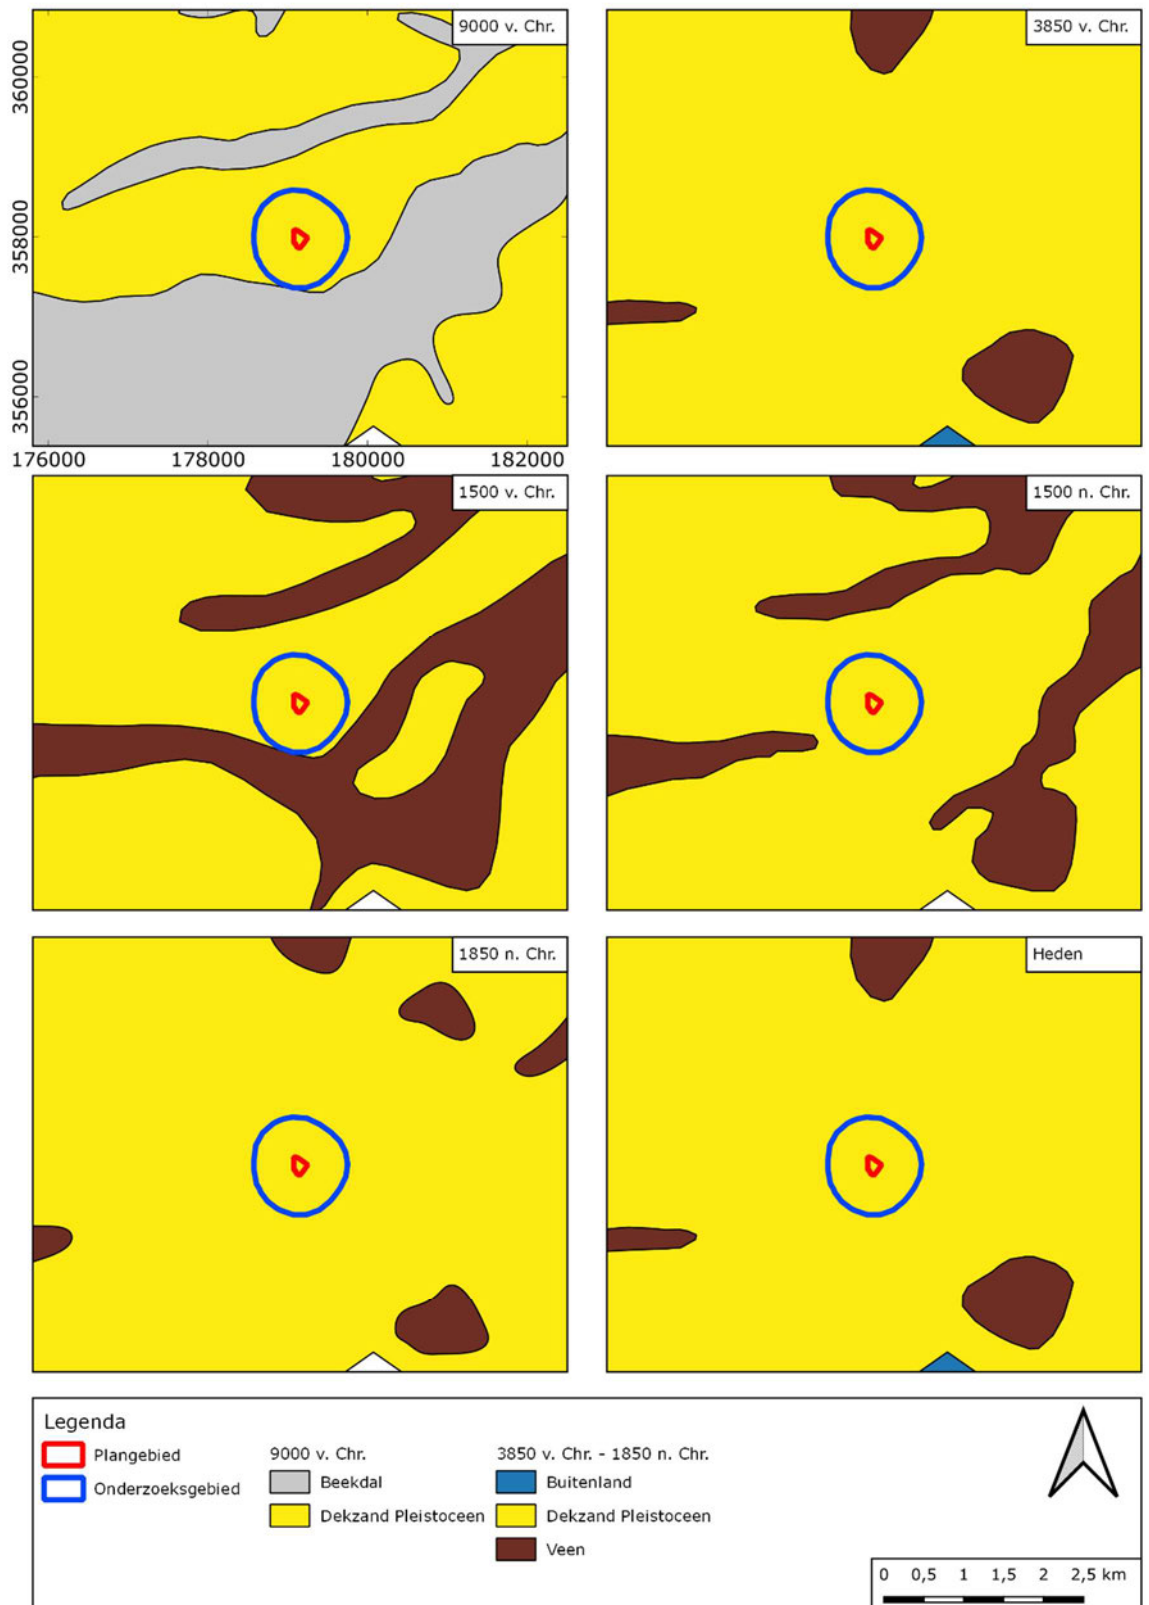 9000 v. Chr.
3850 v. Chr.
360000
358000
356000
176000 178000 180000 182000
1500 v. Chr.
1500 n. Chr.
1850 n. Chr.
Heden
Legenda
Plangebied
Onderzoeksgebied
9000 v. Chr.
Beekdal
Dekzand Pleistoceen
3850 v. Chr. - 1850 n. Chr.
Buitenland
Dekzand Pleistoceen
Veen
0 0,5 1 1,5 2 2,5 km